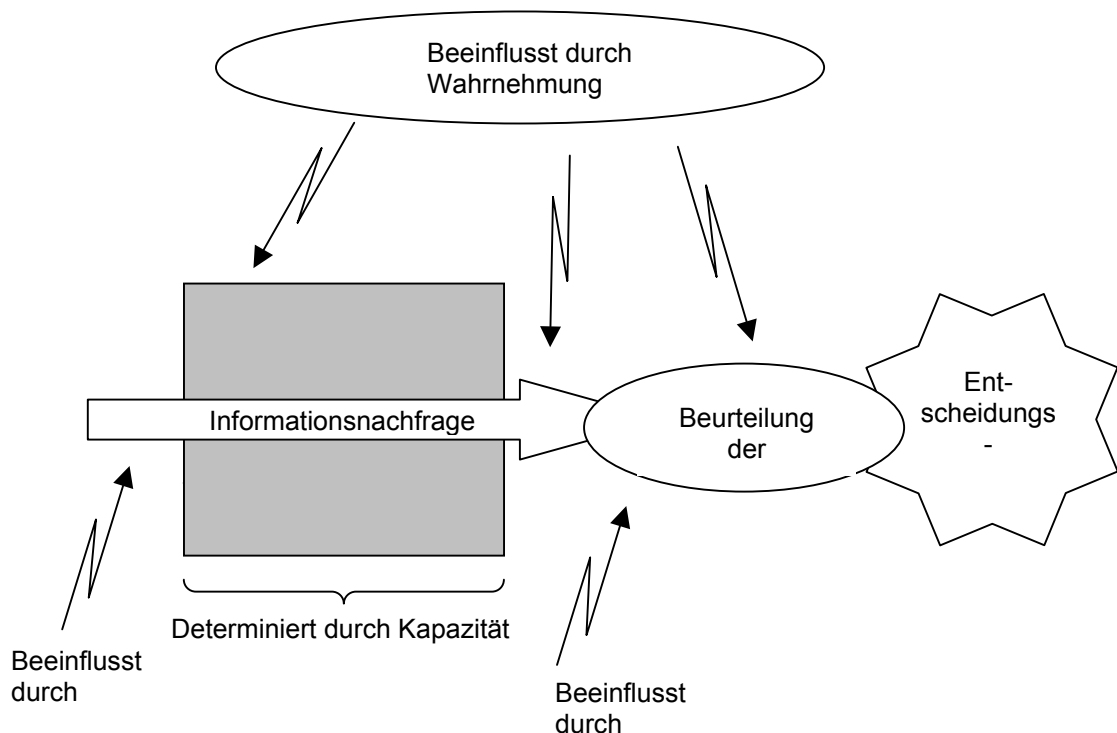 Beeinflusst durch
Wahrnehmung
Informationsnachfrage
Beurteilung
der
Ent-
scheidungs
-
Determiniert durch Kapazität
Beeinflusst
durch
Beeinflusst
durch